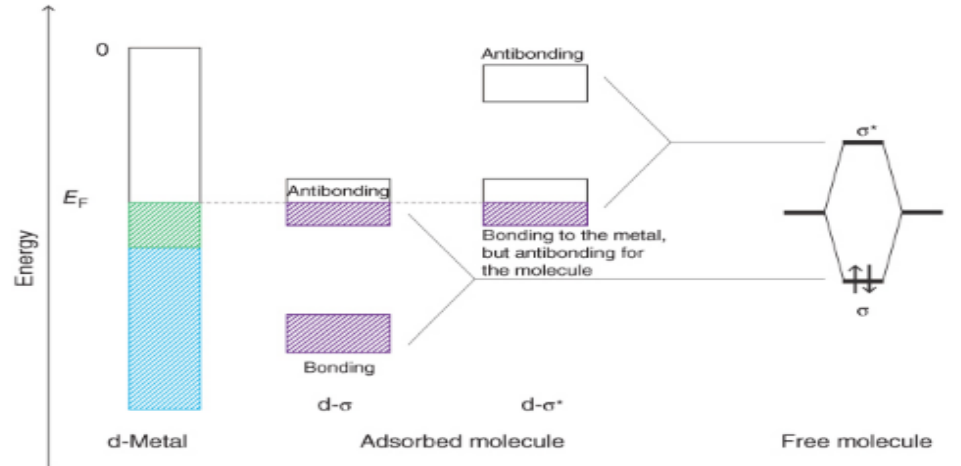 Energy
0
E_F
Antibonding
Antibonding
Bonding to the metal,
but antibonding for
the molecule
σ*
σ
Bonding
d-σ
d-σ*
d-Metal
Adsorbed molecule
Free molecule